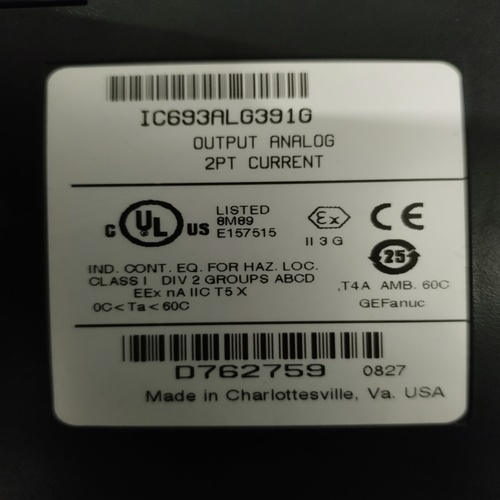 IC693ALG391G
OUTPUT ANALOG
2PT CURRENT
C UL US
LISTED
8M89
E157515
Ex
II 3 G
CE
25
IND. CONT. EQ. FOR HAZ. LOC.
CLASS I DIV 2 GROUPS ABCD
EEx nA IIC T5 X
0C<Ta<60C
.T4A AMB. 60C
GEFanuc
D762759 0827
Made in Charlottesville, Va. USA